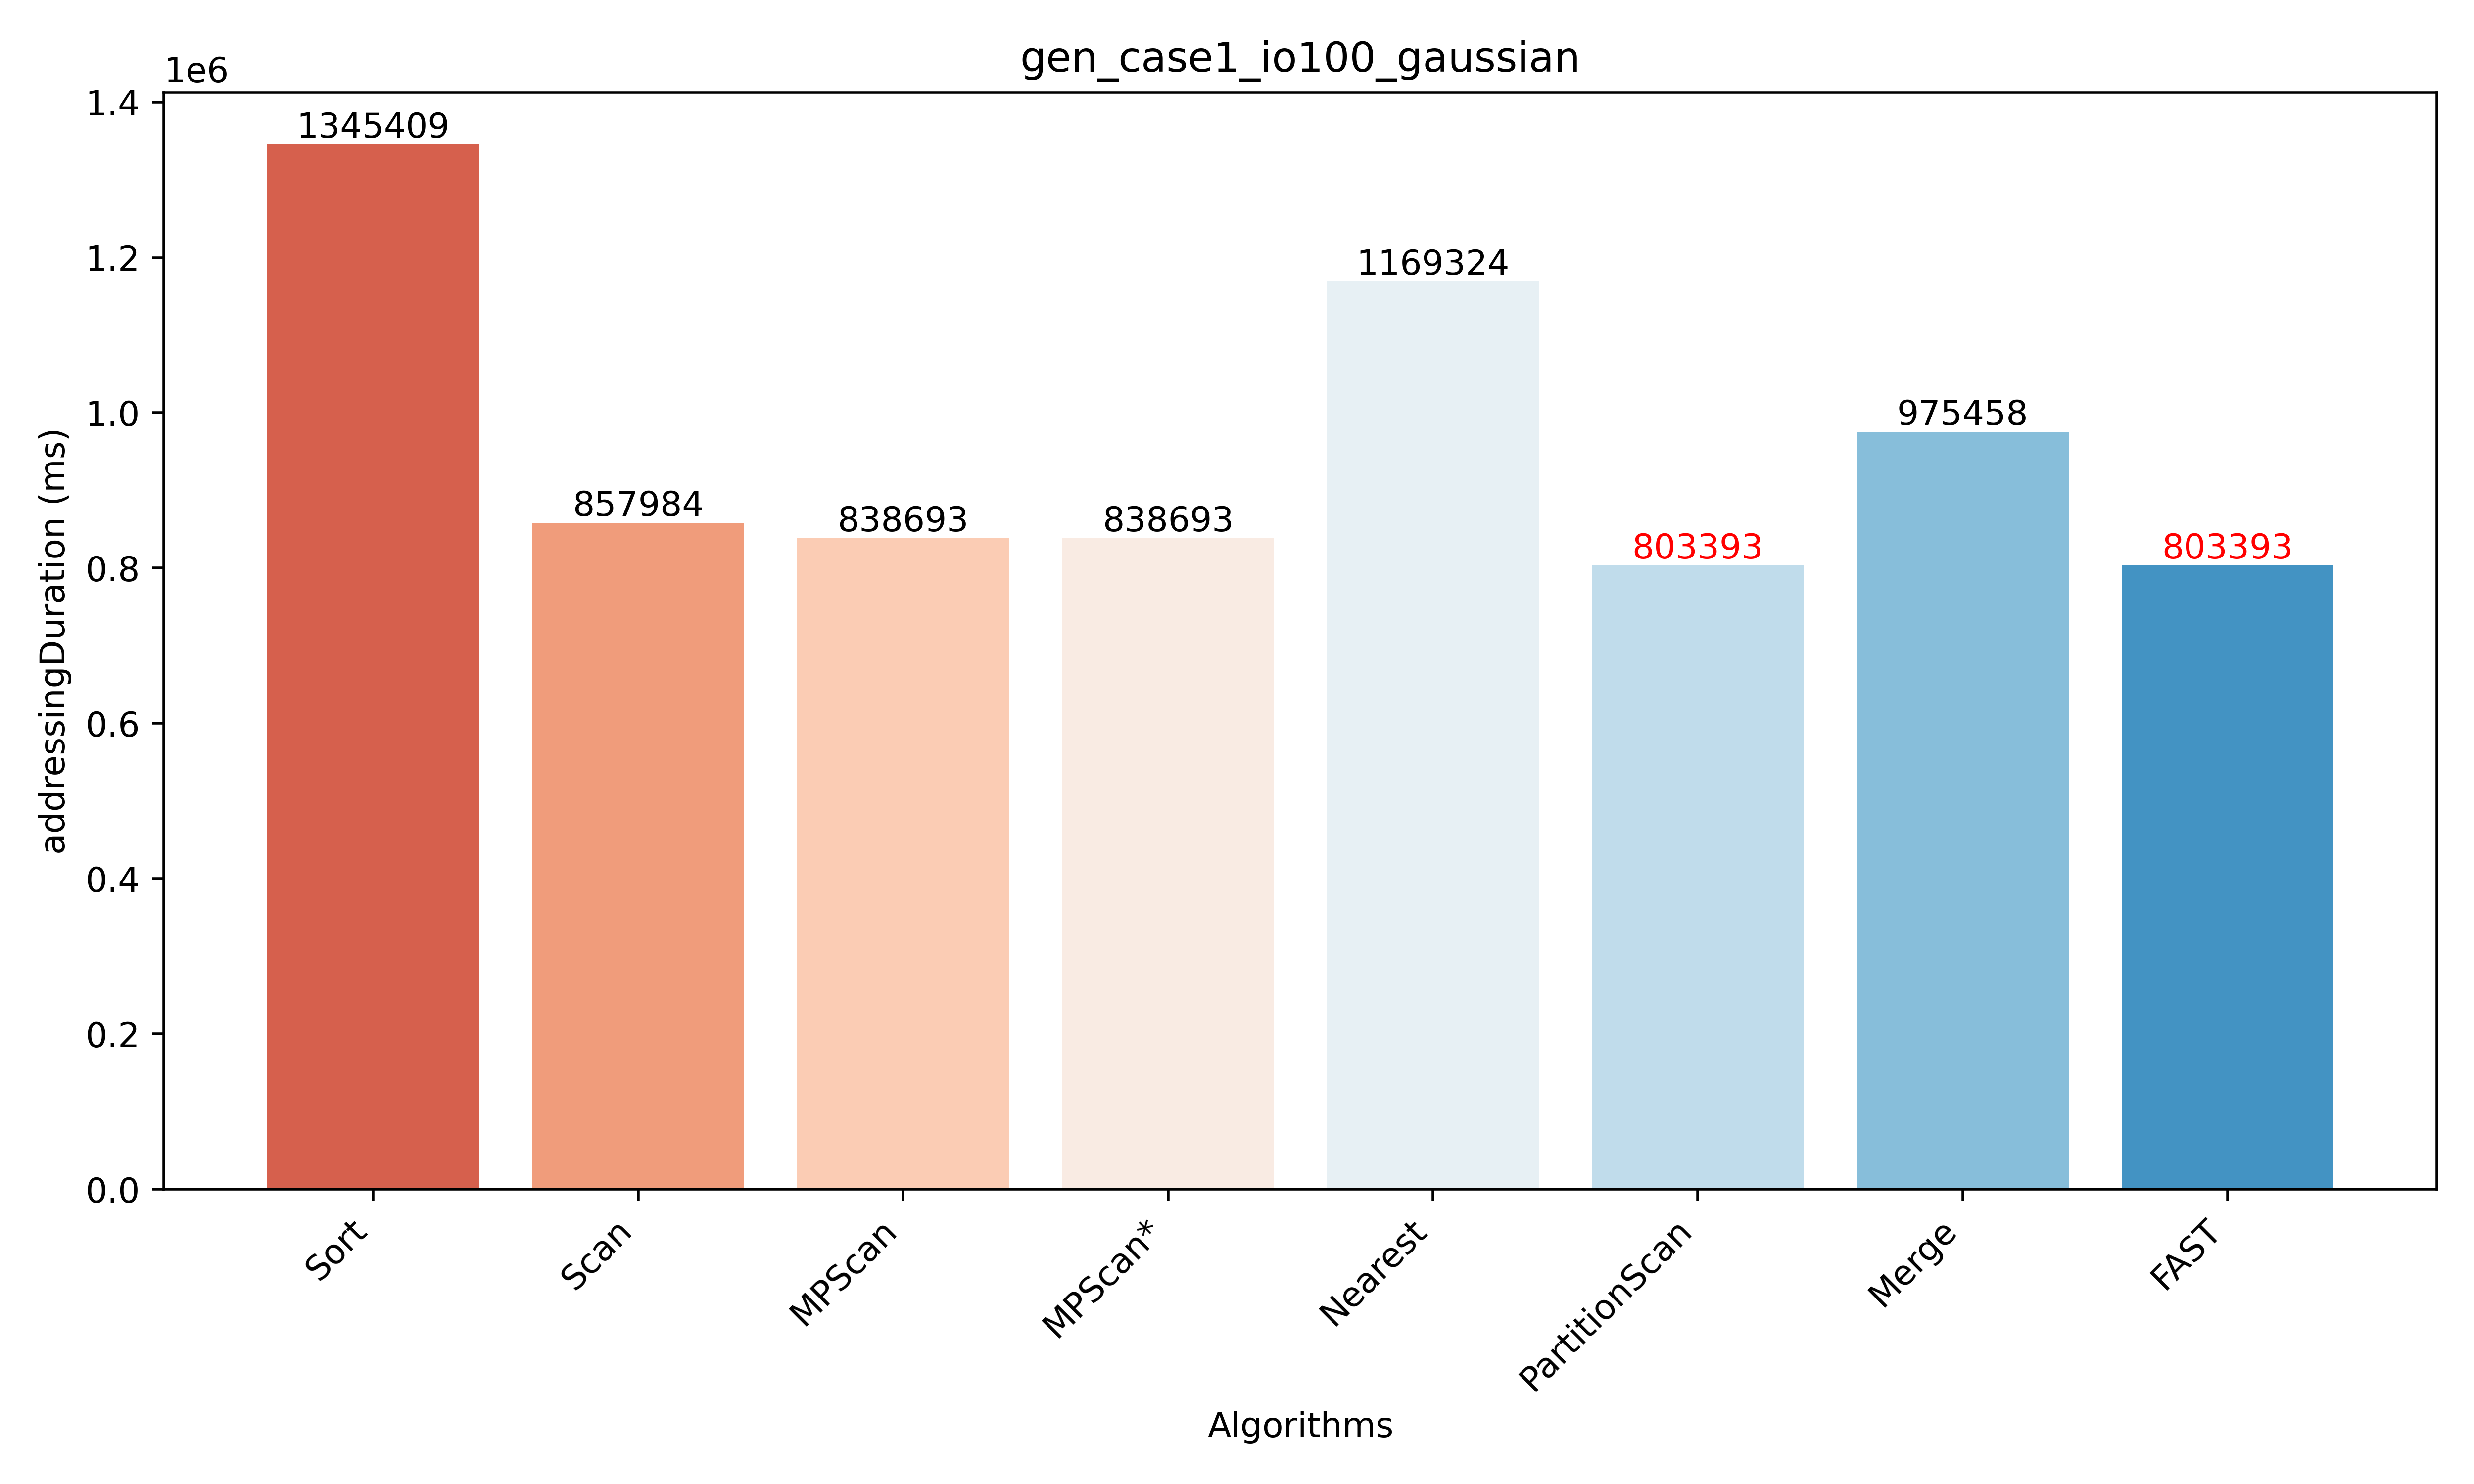 gen_case1_io100_gaussian
1e6
1.4
1.2
1.0
0.8
0.6
0.4
0.2
0.0
addressingDuration (ms)
1345409
857984
838693
838693
1169324
803393
975458
803393
Sort
Scan
MPScan
MPScan*
Nearest
PartitionScan
Merge
FAST
Algorithms